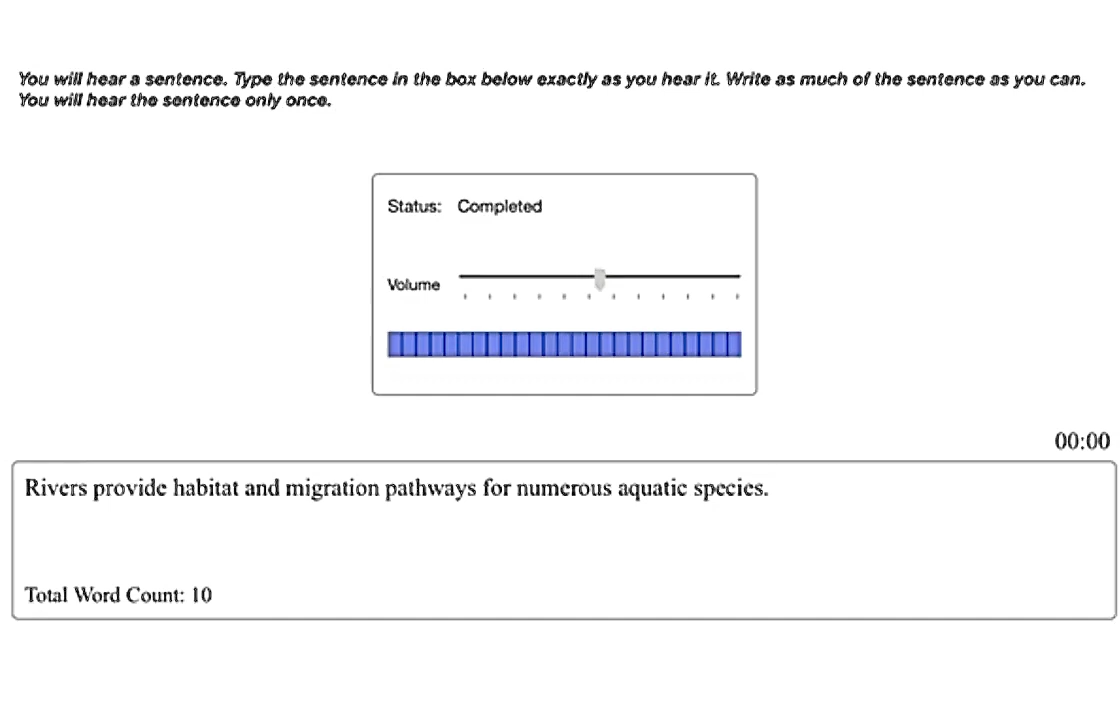 You will hear a sentence. Type the sentence in the box below exactly as you hear it. Write as much of the sentence as you can.
You will hear the sentence only once.
Status: Completed
Volume
00:00
Rivers provide habitat and migration pathways for numerous aquatic species.
Total Word Count: 10